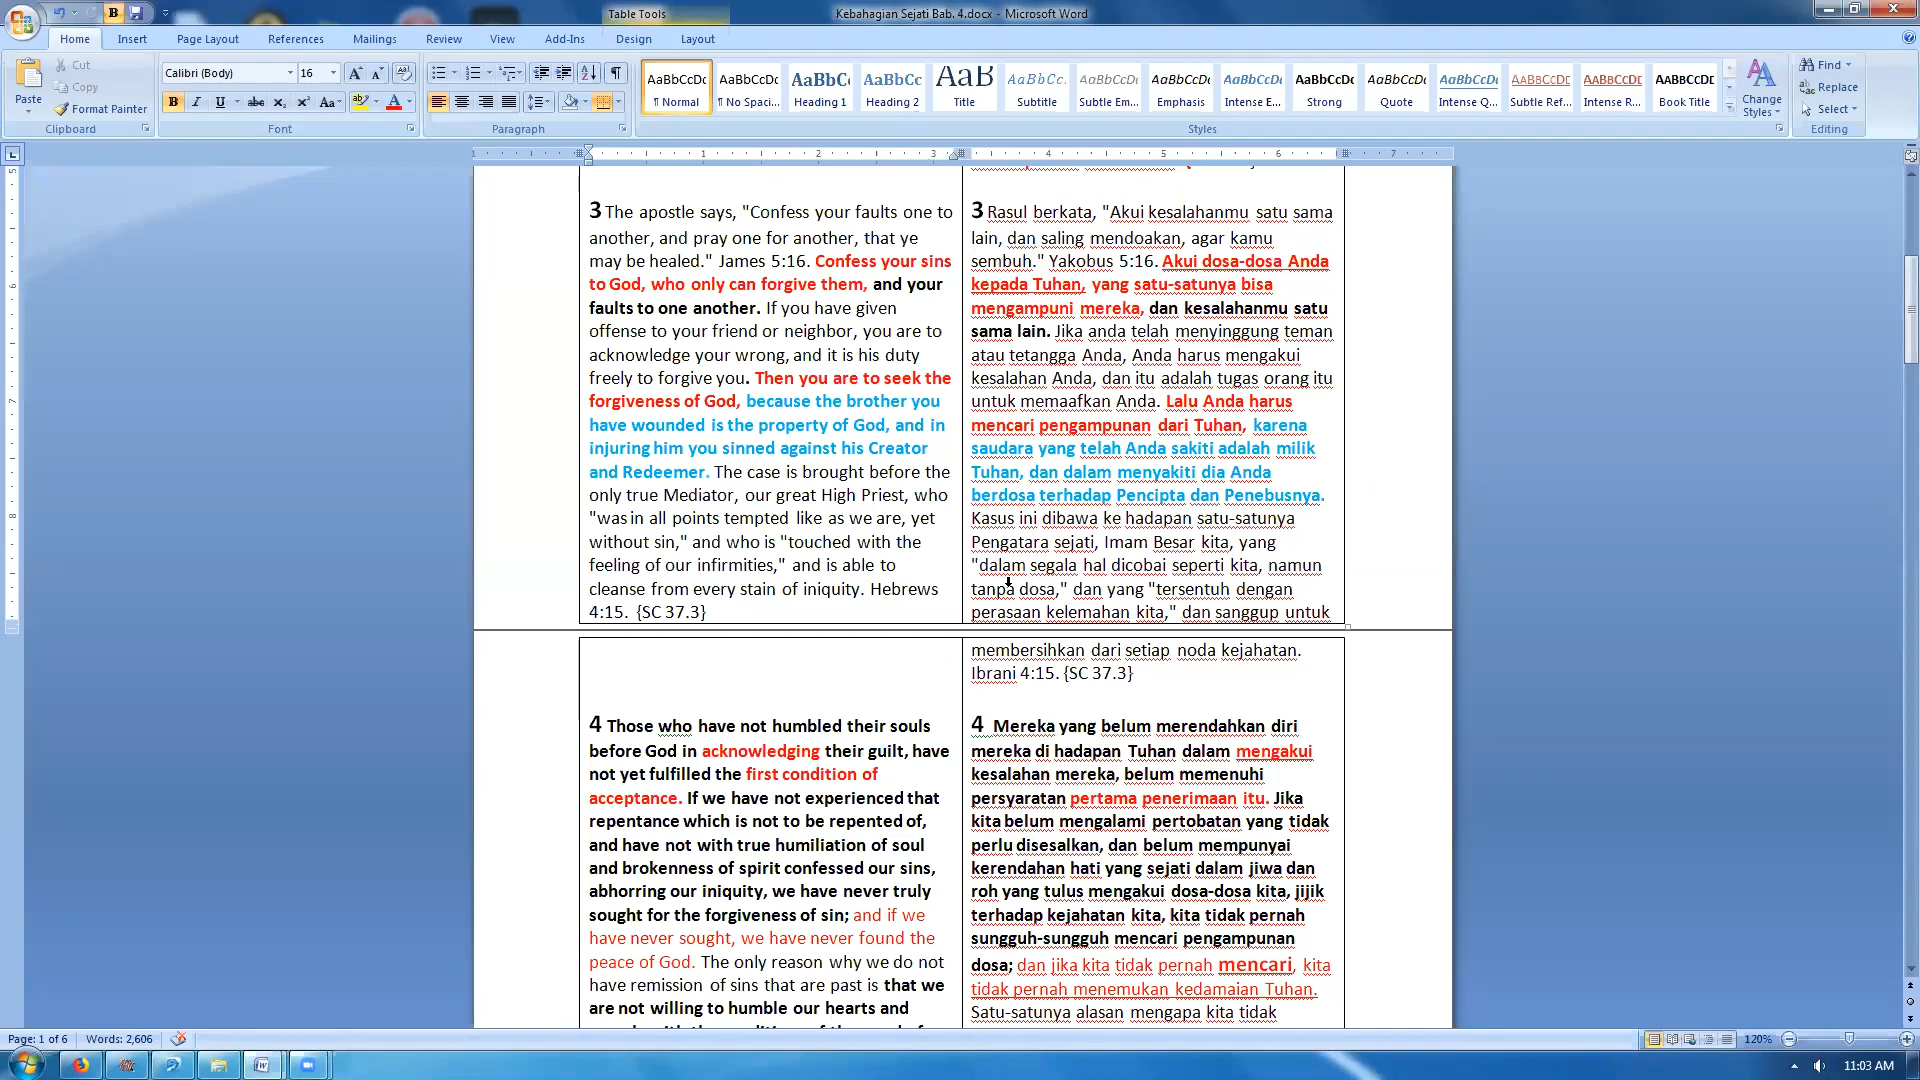 Table Tools
Kebahagian Sejati Bab. 4.docx - Microsoft Word
Home
Insert
Page Layout
References
Mailings
Review
View
Add-Ins
Design
Layout
Paste
Cut
Copy
Format Painter
Clipboard
Calibri (Body)
16
Font
Paragraph
AaBbCcDc
¶ Normal
AaBbCcDc
¶ No Spaci...
AaBbC
Heading 1
AaBbCc
Heading 2
AaB
Title
AaBbCc.
Subtitle
AaBbCcDc
Subtle Em...
AaBbCcDc
Emphasis
AaBbCcDc
Intense E...
AaBbCcDc
Strong
AaBbCcDc
Quote
AaBbCcDc
Intense Q...
AaBbCcDc
Subtle Ref...
AaBbCcDc
Intense R...
AaBbCcDc
Book Title
Change Styles
Styles
Find
Replace
Select
Editing
3 The apostle says, "Confess your faults one to
another, and pray one for another, that ye
may be healed." James 5:16. Confess your sins
to God, who only can forgive them, and your
faults to one another. If you have given
offense to your friend or neighbor, you are to
acknowledge your wrong, and it is his duty
freely to forgive you. Then you are to seek the
forgiveness of God, because the brother you
have wounded is the property of God, and in
injuring him you sinned against his Creator
and Redeemer. The case is brought before the
only true Mediator, our great High Priest, who
"was in all points tempted like as we are, yet
without sin," and who is "touched with the
feeling of our infirmities," and is able to
cleanse from every stain of iniquity. Hebrews
4:15. {SC 37.3}
3 Rasul berkata, "Akui kesalahanmu satu sama
lain, dan saling mendoakan, agar kamu
sembuh." Yakobus 5:16. Akui dosa-dosa Anda
kepada Tuhan, yang satu-satunya bisa
mengampuni mereka, dan kesalahanmu satu
sama lain. Jika anda telah menyinggung teman
atau tetangga Anda, Anda harus mengakui
kesalahan Anda, dan itu adalah tugas orang itu
untuk memaafkan Anda. Lalu Anda harus
mencari pengampunan dari Tuhan, karena
saudara yang telah Anda sakiti adalah milik
Tuhan, dan dalam menyakiti dia Anda
berdosa terhadap Pencipta dan Penebusnya.
Kasus ini dibawa ke hadapan satu-satunya
Pengatara sejati, Imam Besar kita, yang
"dalam segala hal dicobai seperti kita, namun
tanpa dosa," dan yang "tersentuh dengan
perasaan kelemahan kita," dan sanggup untuk
membersihkan dari setiap noda kejahatan.
Ibrani 4:15. {SC 37.3}
4 Those who have not humbled their souls
before God in acknowledging their guilt, have
not yet fulfilled the first condition of
acceptance. If we have not experienced that
repentance which is not to be repented of,
and have not with true humiliation of soul
and brokenness of spirit confessed our sins,
abhorring our iniquity, we have never truly
sought for the forgiveness of sin; and if we
have never sought, we have never found the
peace of God. The only reason why we do not
have remission of sins that are past is that we
are not willing to humble our hearts and
4 Mereka yang belum merendahkan diri
mereka di hadapan Tuhan dalam mengakui
kesalahan mereka, belum memenuhi
persyaratan pertama penerimaan itu. Jika
kita belum mengalami pertobatan yang tidak
perlu disesalkan, dan belum mempunyai
kerendahan hati yang sejati dalam jiwa dan
roh yang tulus mengakui dosa-dosa kita, jijik
terhadap kejahatan kita, kita tidak pernah
sungguh-sungguh mencari pengampunan
dosa; dan jika kita tidak pernah mencari, kita
tidak pernah menemukan kedamaian Tuhan.
Satu-satunya alasan mengapa kita tidak
Page: 1 of 6
Words: 2,606
120%
11:03 AM